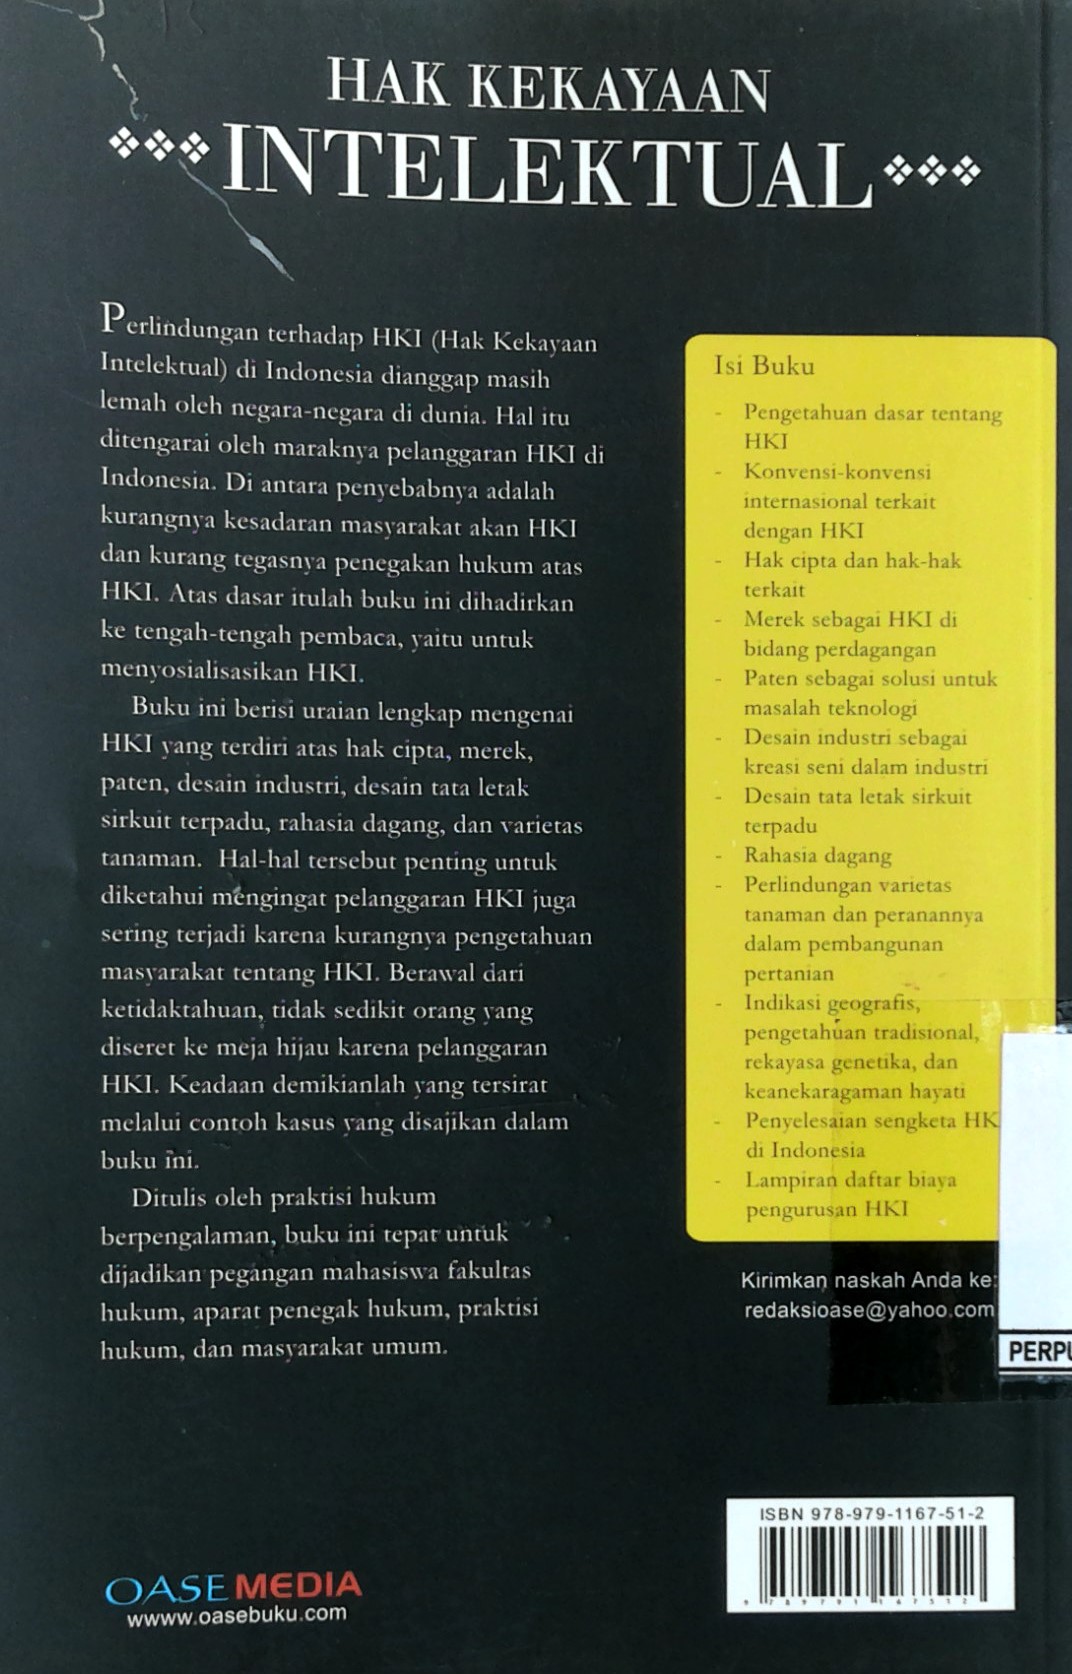 HAK KEKAYAAN
INTELEKTUAL
Perlindungan terhadap HKI (Hak Kekayaan
Intelektual) di Indonesia dianggap masih
lemah oleh negara-negara di dunia. Hal itu
ditengarai oleh maraknya pelanggaran HKI di
Indonesia. Di antara penyebabnya adalah
kurangnya kesadaran masyarakat akan HKI
dan kurang tegasnya penegakan hukum atas
HKI. Atas dasar itulah buku ini dihadirkan
ke tengah-tengah pembaca, yaitu untuk
menyosialisasikan HKI.
Buku ini berisi uraian lengkap mengenai
HKI yang terdiri atas hak cipta, merek,
paten, desain industri, desain tata letak
sirkuit terpadu, rahasia dagang, dan varietas
tanaman. Hal-hal tersebut penting untuk
diketahui mengingat pelanggaran HKI juga
sering terjadi karena kurangnya pengetahuan
masyarakat tentang HKI. Berawal dari
ketidaktahuan, tidak sedikit orang yang
diseret ke meja hijau karena pelanggaran
HKI. Keadaan demikianlah yang tersirat
melalui contoh kasus yang disajikan dalam
buku ini.
Ditulis oleh praktisi hukum
berpengalaman, buku ini tepat untuk
dijadikan pegangan mahasiswa fakultas
hukum, aparat penegak hukum, praktisi
hukum, dan masyarakat umum.
Isi Buku
- Pengetahuan dasar tentang
HKI
- Konvensi-konvensi
internasional terkait
dengan HKI
- Hak cipta dan hak-hak
terkait
- Merek sebagai HKI di
bidang perdagangan
- Paten sebagai solusi untuk
masalah teknologi
- Desain industri sebagai
kreasi seni dalam industri
- Desain tata letak sirkuit
terpadu
- Rahasia dagang
- Perlindungan varietas
tanaman dan peranannya
dalam pembangunan
pertanian
- Indikasi geografis,
pengetahuan tradisional,
rekayasa genetika, dan
keanekaragaman hayati
- Penyelesaian sengketa HK
di Indonesia
- Lampiran daftar biaya
pengurusan HKI
Kirimkan naskah Anda ke:
redaksioase@yahoo.com
PERPU
ISBN 978-979-1167-51-2
9 789791 167512
OASE MEDIA
wwww.oasebuku.com